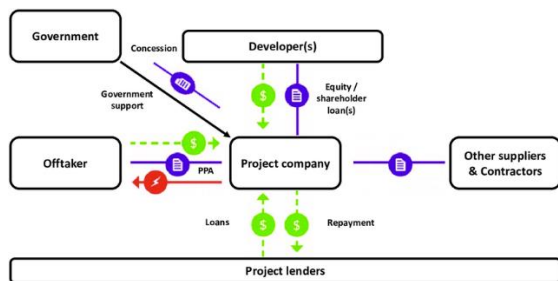 Government
Concession
Developer(s)
Government
support
Equity /
shareholder
loan(s)
Offtaker
PPA
Project company
Other suppliers
& Contractors
Loans
Repayment
Project lenders